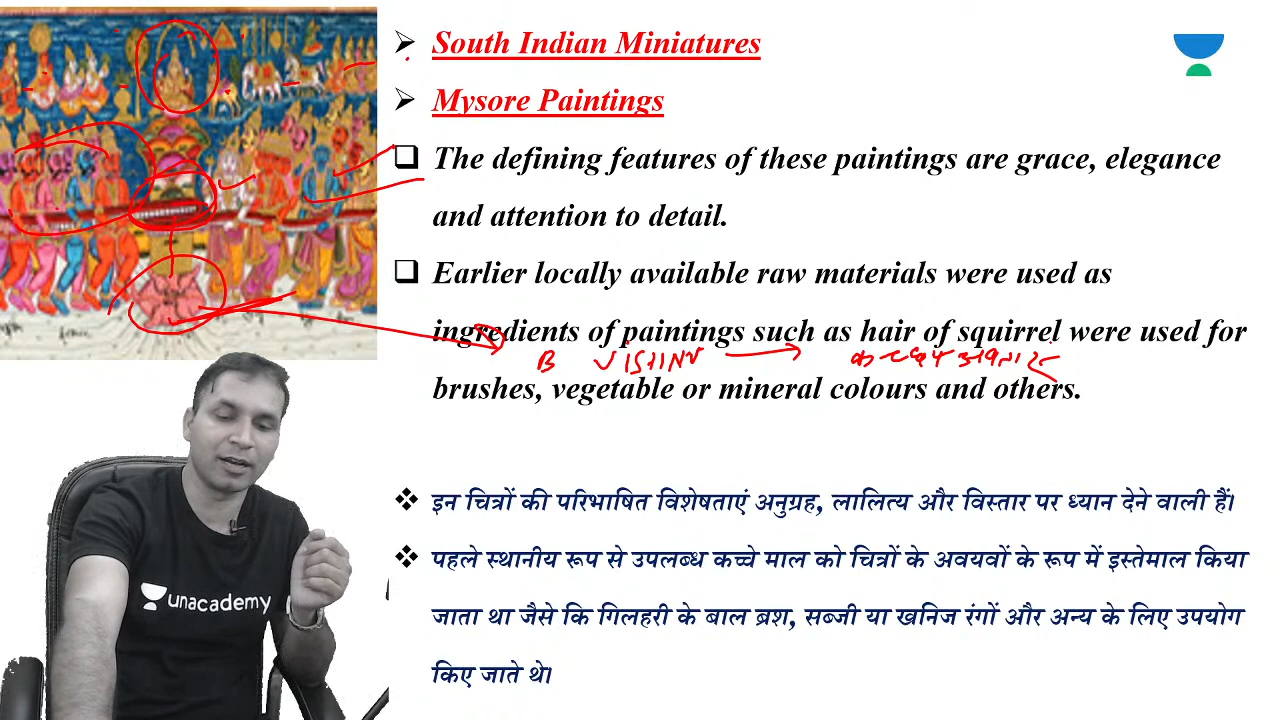 South Indian Miniatures
Mysore Paintings
The defining features of these paintings are grace, elegance
and attention to detail.
Earlier locally available raw materials were used as
ingredients of paintings such as hair of squirrel were used for
B VISHNU
brushes, vegetable or mineral colours and others.
इन चित्रों की परिभाषित विशेषताएं अनुग्रह, लालित्य और विस्तार पर ध्यान देने वाली हैं।
पहले स्थानीय रूप से उपलब्ध कच्चे माल को चित्रों के अवयवों के रूप में इस्तेमाल किया
जाता था जैसे कि गिलहरी के बाल ब्रश, सब्जी या खनिज रंगों और अन्य के लिए उपयोग
किए जाते थे।
unacademy